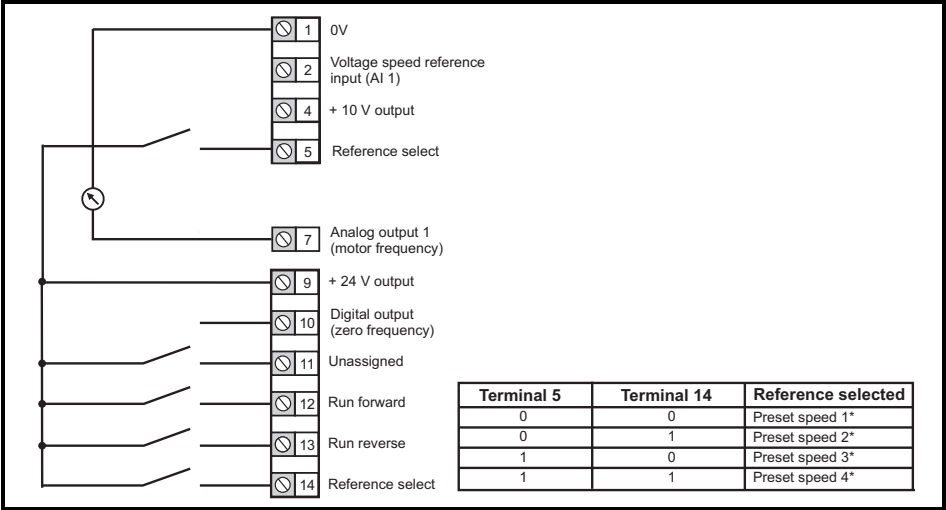 1 0V
2 Voltage speed reference
input (AI 1)
4 + 10 V output
5 Reference select
7 Analog output 1
(motor frequency)
9 + 24 V output
10 Digital output
(zero frequency)
11 Unassigned
12 Run forward
13 Run reverse
14 Reference select
Terminal 5 Terminal 14 Reference selected
0 0 Preset speed 1*
0 1 Preset speed 2*
1 0 Preset speed 3*
1 1 Preset speed 4*